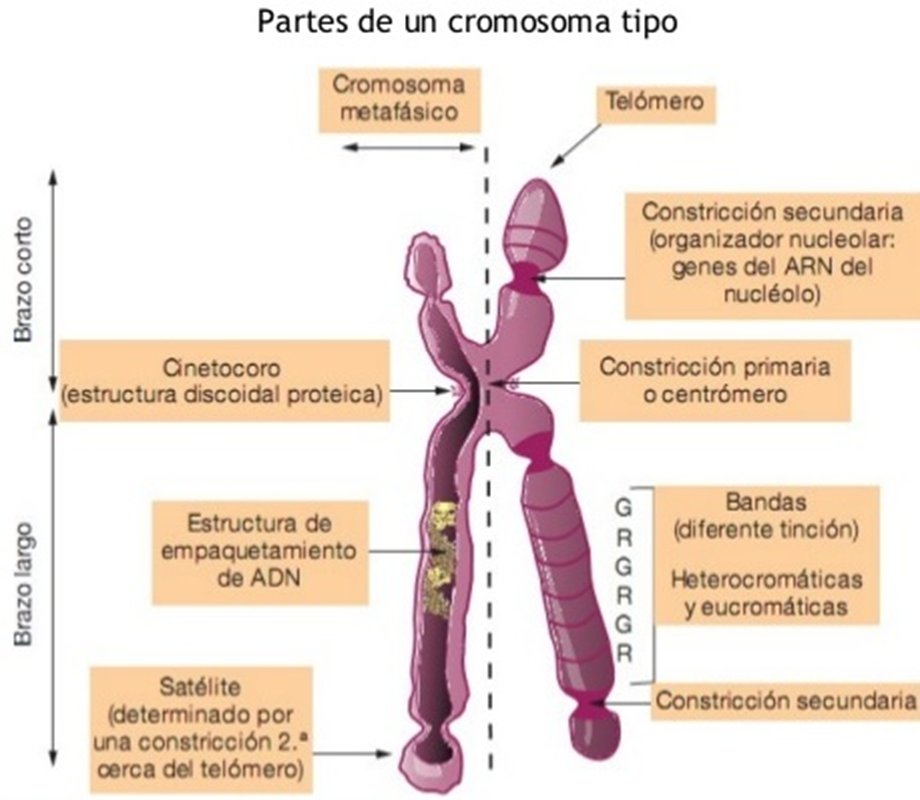 Partes de un cromosoma tipo
Cromosoma
metafásico
Telómero
Brazo corto
Constricción secundaria
(organizador nucleolar:
genes del ARN del
nucléolo)
Cinetocoro
(estructura discoidal proteica)
Constricción primaria
o centrómero
Brazo largo
Estructura de
empaquetamiento
de ADN
G
R
G
R
G
R
Bandas
(diferente tinción)
Heterocromáticas
y eucromáticas
Satélite
(determinado por
una constricción 2.ª
cerca del telómero)
Constricción secundaria